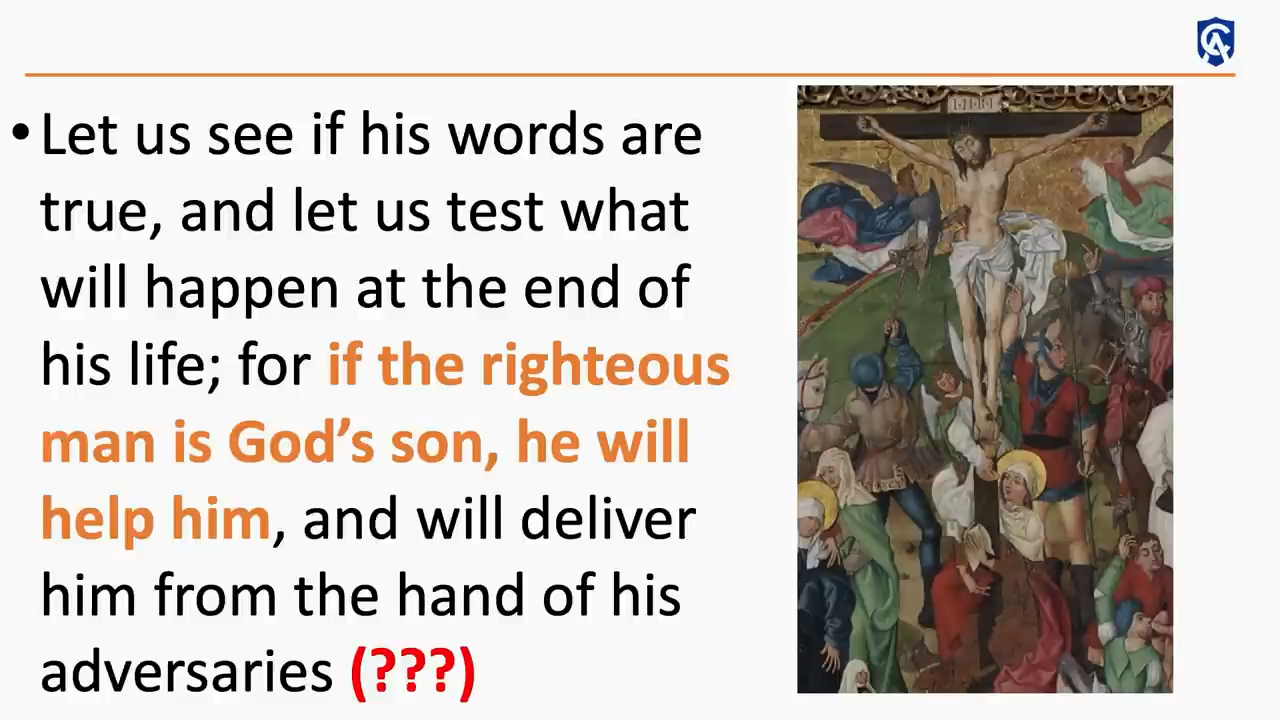 • Let us see if his words are
true, and let us test what
will happen at the end of
his life; for if the righteous
man is God’s son, he will
help him, and will deliver
him from the hand of his
adversaries (???)
I·N·R·I
CA